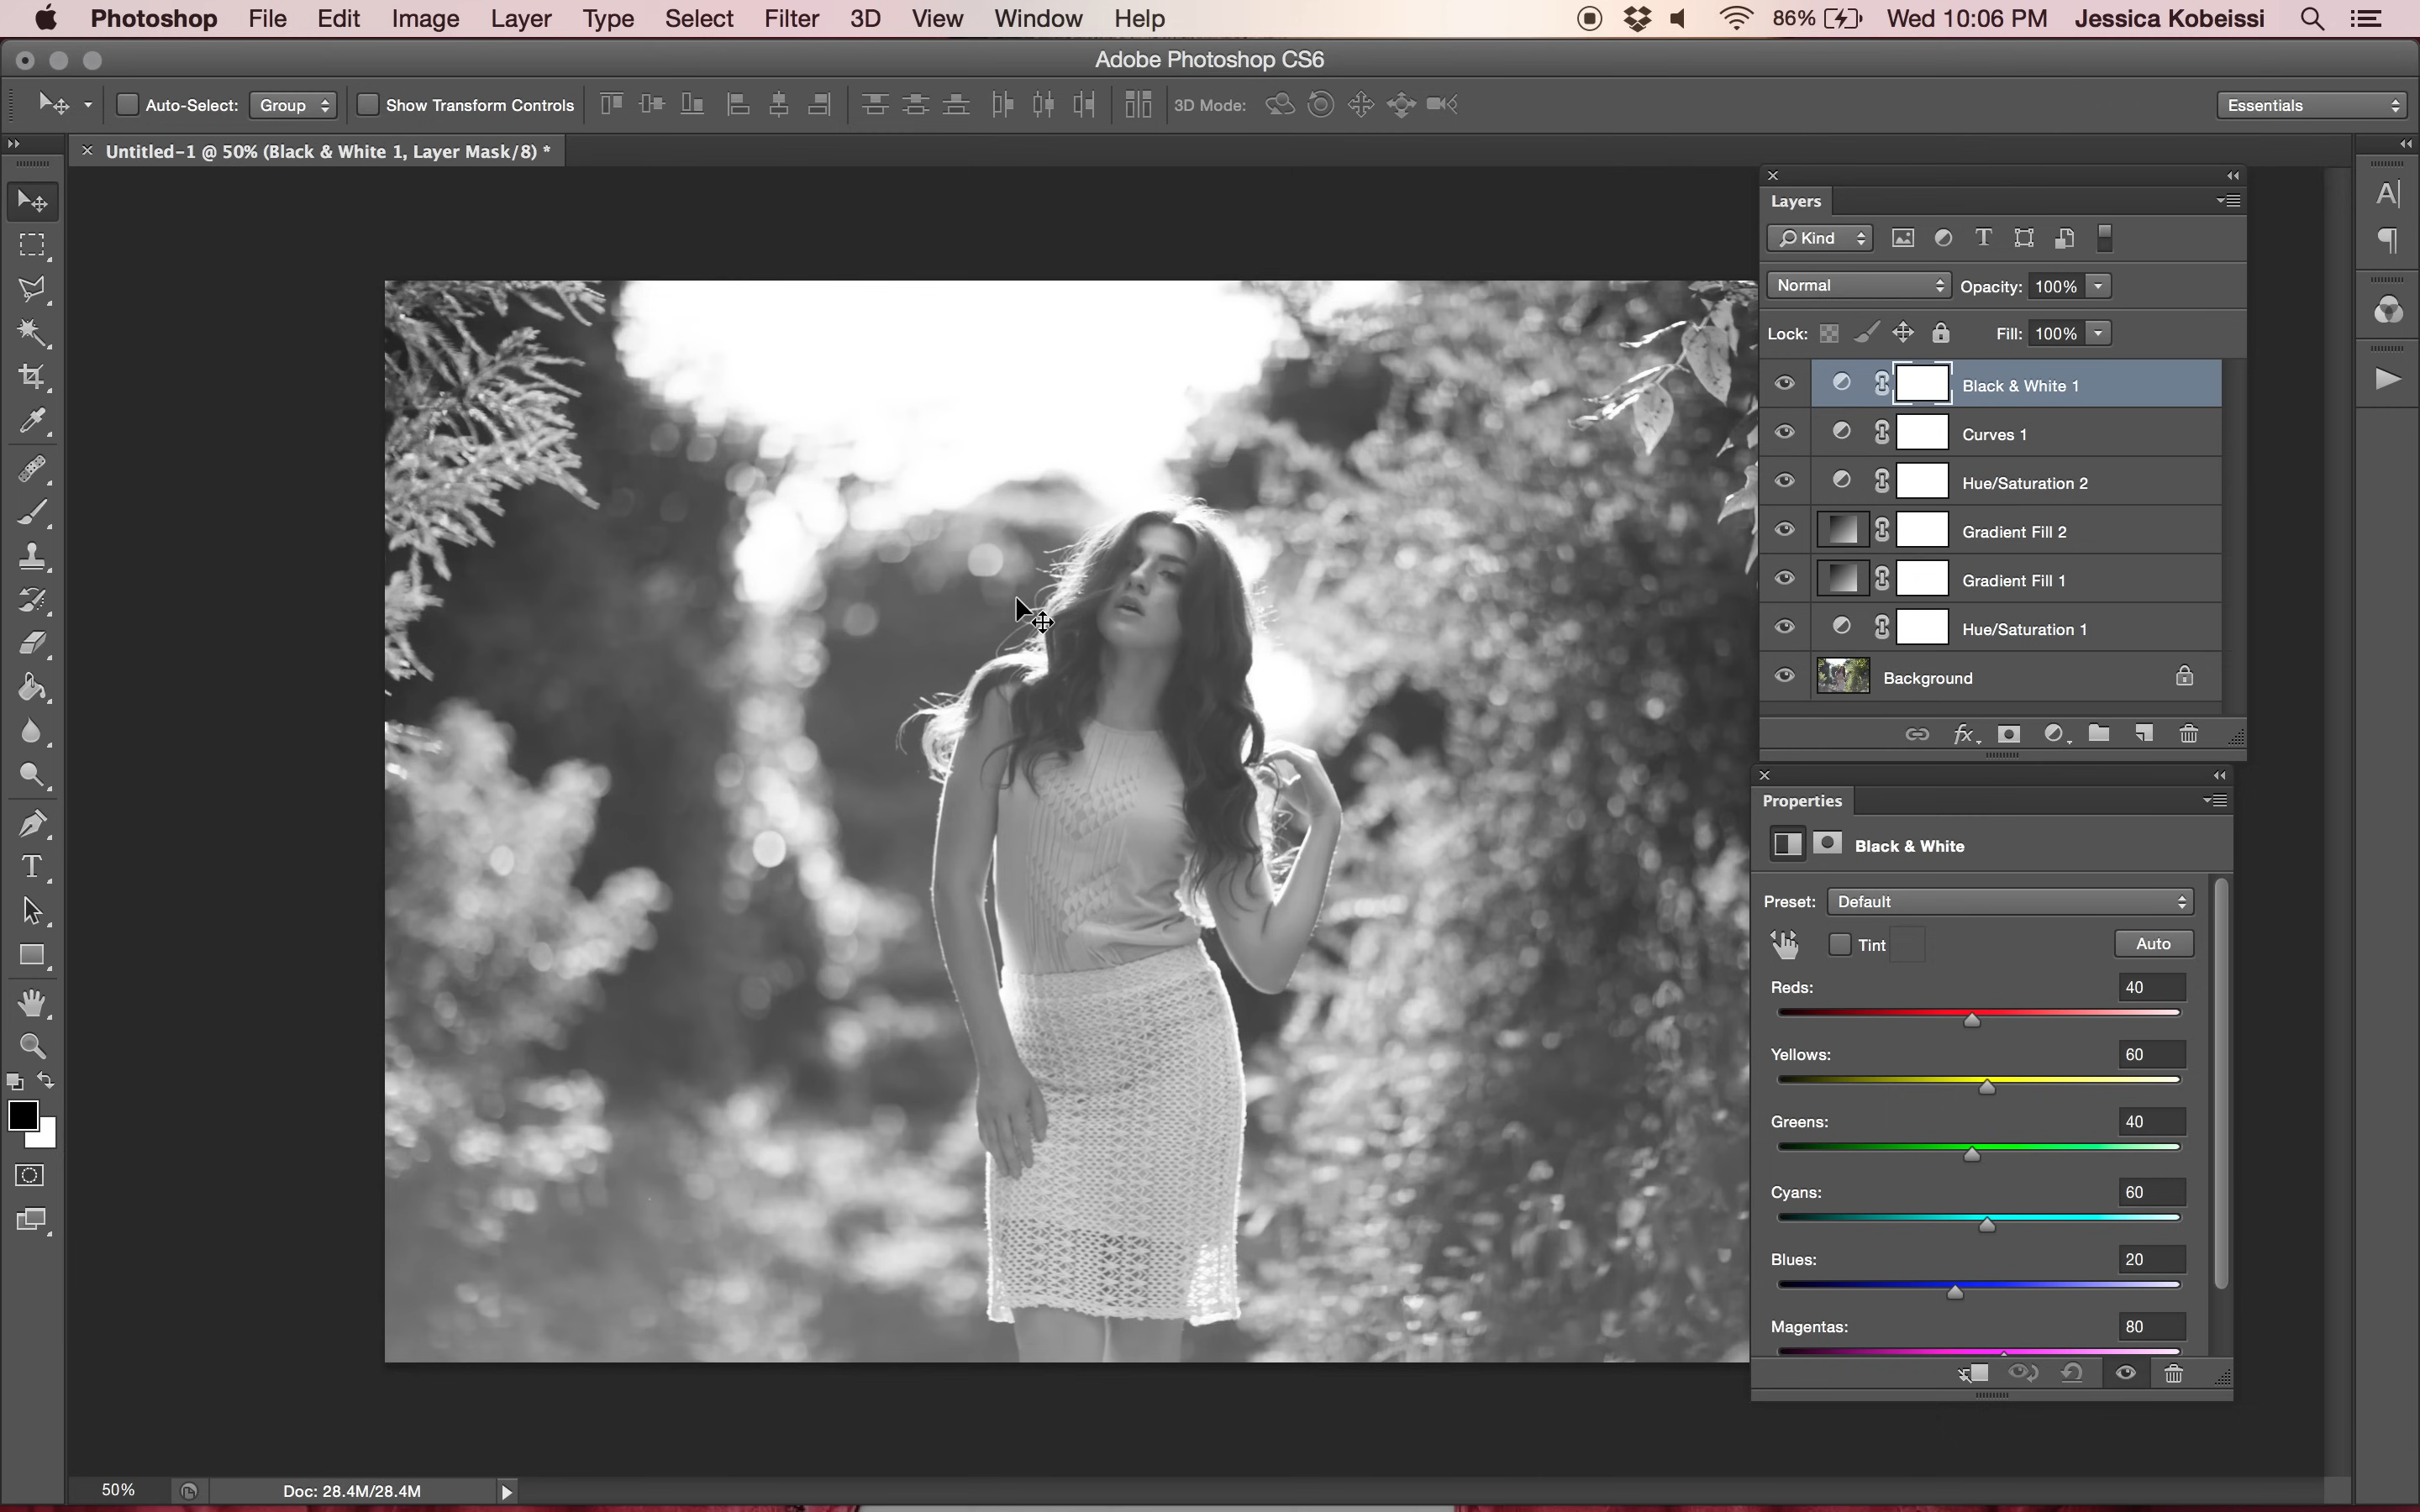 Photoshop File Edit Image Layer Type Select Filter 3D View Window Help 86% Wed 10:06 PM Jessica Kobeissi
Adobe Photoshop CS6
Auto-Select: Group Show Transform Controls 3D Mode: Essentials
Untitled-1 @ 50% (Black & White 1, Layer Mask/8) *
Layers
Kind
Normal Opacity: 100%
Lock: Fill: 100%
Black & White 1
Curves 1
Hue/Saturation 2
Gradient Fill 2
Gradient Fill 1
Hue/Saturation 1
Background
fx
Properties
Black & White
Preset: Default
Tint Auto
Reds: 40
Yellows: 60
Greens: 40
Cyans: 60
Blues: 20
Magentas: 80
50% Doc: 28.4M/28.4M